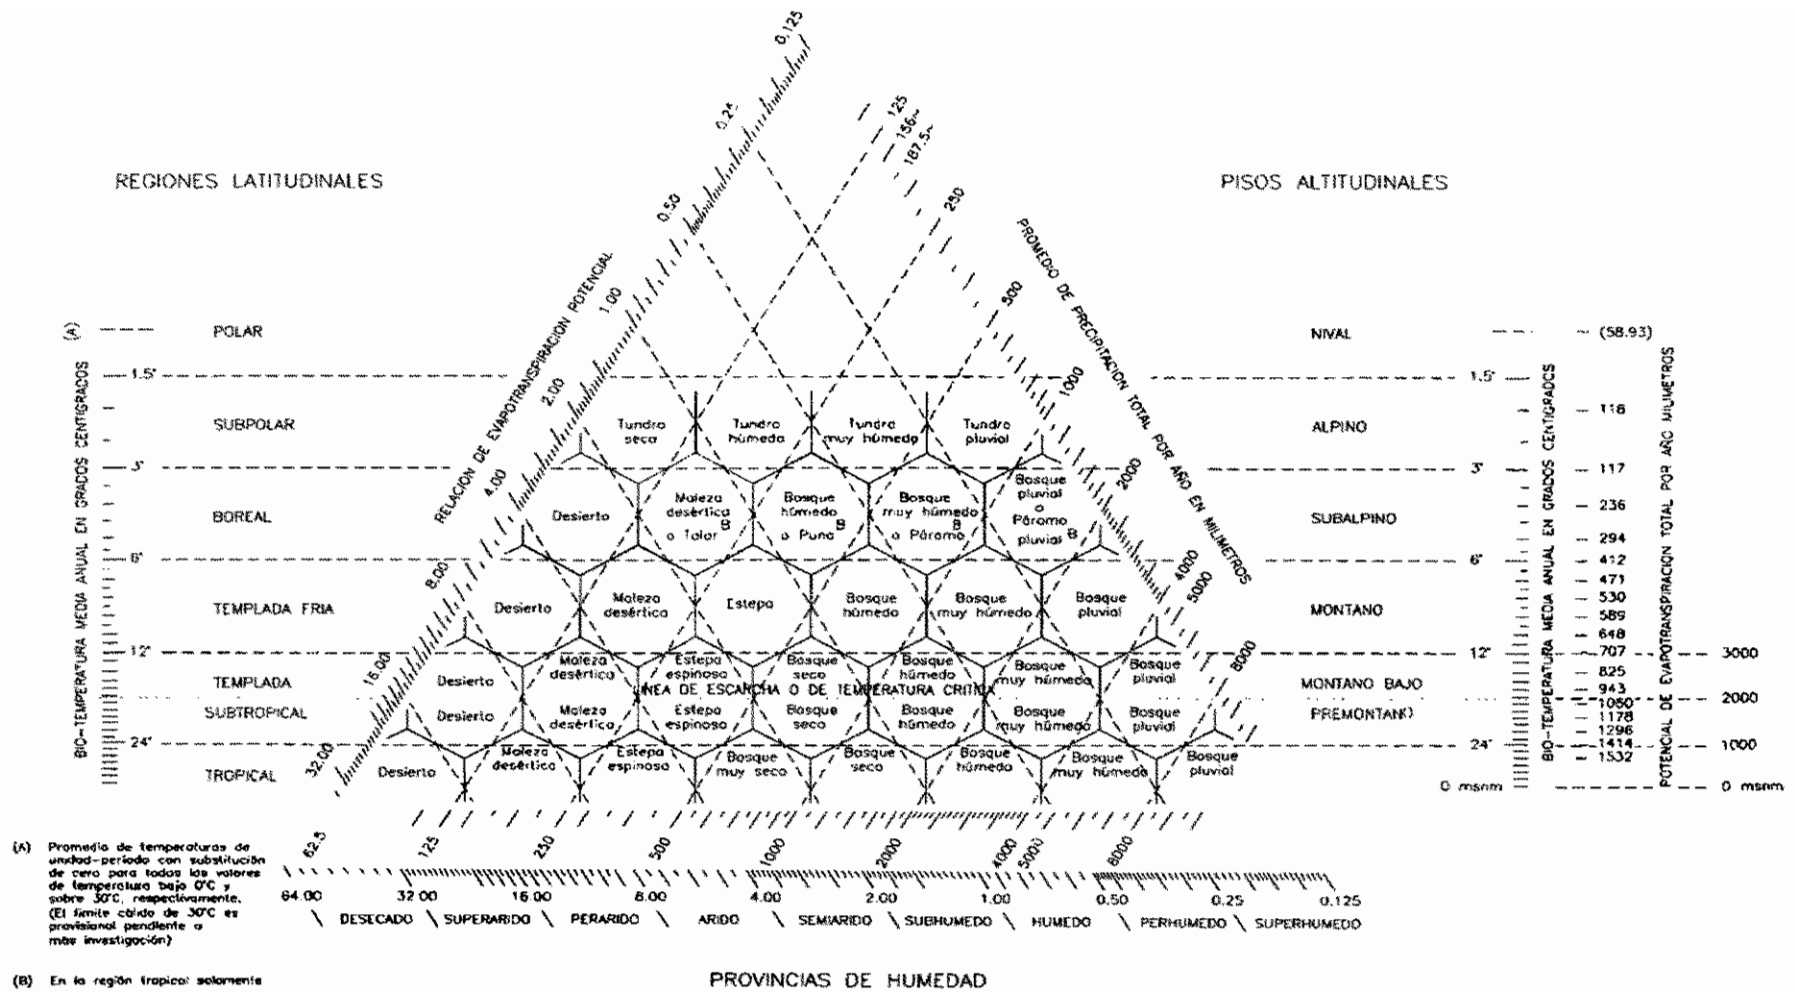 0.125
0.25
0.50
1.00
2.00
4.00
8.00
16.00
32.00
RELACION DE EVAPOTRANSPIRACION POTENCIAL
125
187.5
250
500
1000
2000
4000
5000
8000
PROMEDIO DE PRECIPITACION TOTAL POR AÑO EN MILIMETROS
REGIONES LATITUDINALES
PISOS ALTITUDINALES
(A)
POLAR
NIVAL
(58.93)
1.5°
1.5°
SUBPOLAR
Tundra seca
Tundra húmeda
Tundra muy húmeda
Tundra pluvial
ALPINO
118
3°
3°
117
BOREAL
Desierto
Maleza desértica o Tolar B
Bosque húmedo o Puna B
Bosque muy húmedo o Páramo B
Bosque pluvial o Páramo pluvial B
SUBALPINO
236
294
6°
6°
412
471
530
589
648
TEMPLADA FRIA
Desierto
Maleza desértica
Estepa
Bosque húmedo
Bosque muy húmedo
Bosque pluvial
MONTANO
12°
12°
707
3000
TEMPLADA
Desierto
Maleza desértica
Estepa espinosa
Bosque seco
Bosque húmedo
Bosque muy húmedo
Bosque pluvial
MONTANO BAJO
825
943
LINEA DE ESCARCHA O DE TEMPERATURA CRITICA
1060
2000
SUBTROPICAL
Desierto
Maleza desértica
Estepa espinosa
Bosque seco
Bosque húmedo
Bosque muy húmedo
Bosque pluvial
PREMONTANO
1178
1296
24°
24°
1414
1000
TROPICAL
Desierto
Maleza desértica
Estepa espinosa
Bosque muy seco
Bosque seco
Bosque húmedo
Bosque muy húmedo
Bosque pluvial
1532
0 msnm
0 msnm
BIO-TEMPERATURA MEDIA ANUAL EN GRADOS CENTIGRADOS
BIO-TEMPERATURA MEDIA ANUAL EN GRADOS CENTIGRADOS
POTENCIAL DE EVAPOTRANSPIRACION TOTAL POR AÑO MILIMETROS
62.5
125
250
500
1000
2000
4000
5000
8000
64.00
32.00
16.00
8.00
4.00
2.00
1.00
0.50
0.25
0.125
DESECADO
SUPERARIDO
PERARIDO
ARIDO
SEMIARIDO
SUBHUMEDO
HUMEDO
PERHUMEDO
SUPERHUMEDO
PROVINCIAS DE HUMEDAD
(A) Promedio de temperaturas de
unidad-período con substitución
de cero para todos los valores
de temperatura bajo 0°C y
sobre 30°C, respectivamente.
(El límite cálido de 30°C es
provisional pendiente a
más investigación)
(B) En la región tropical solamente